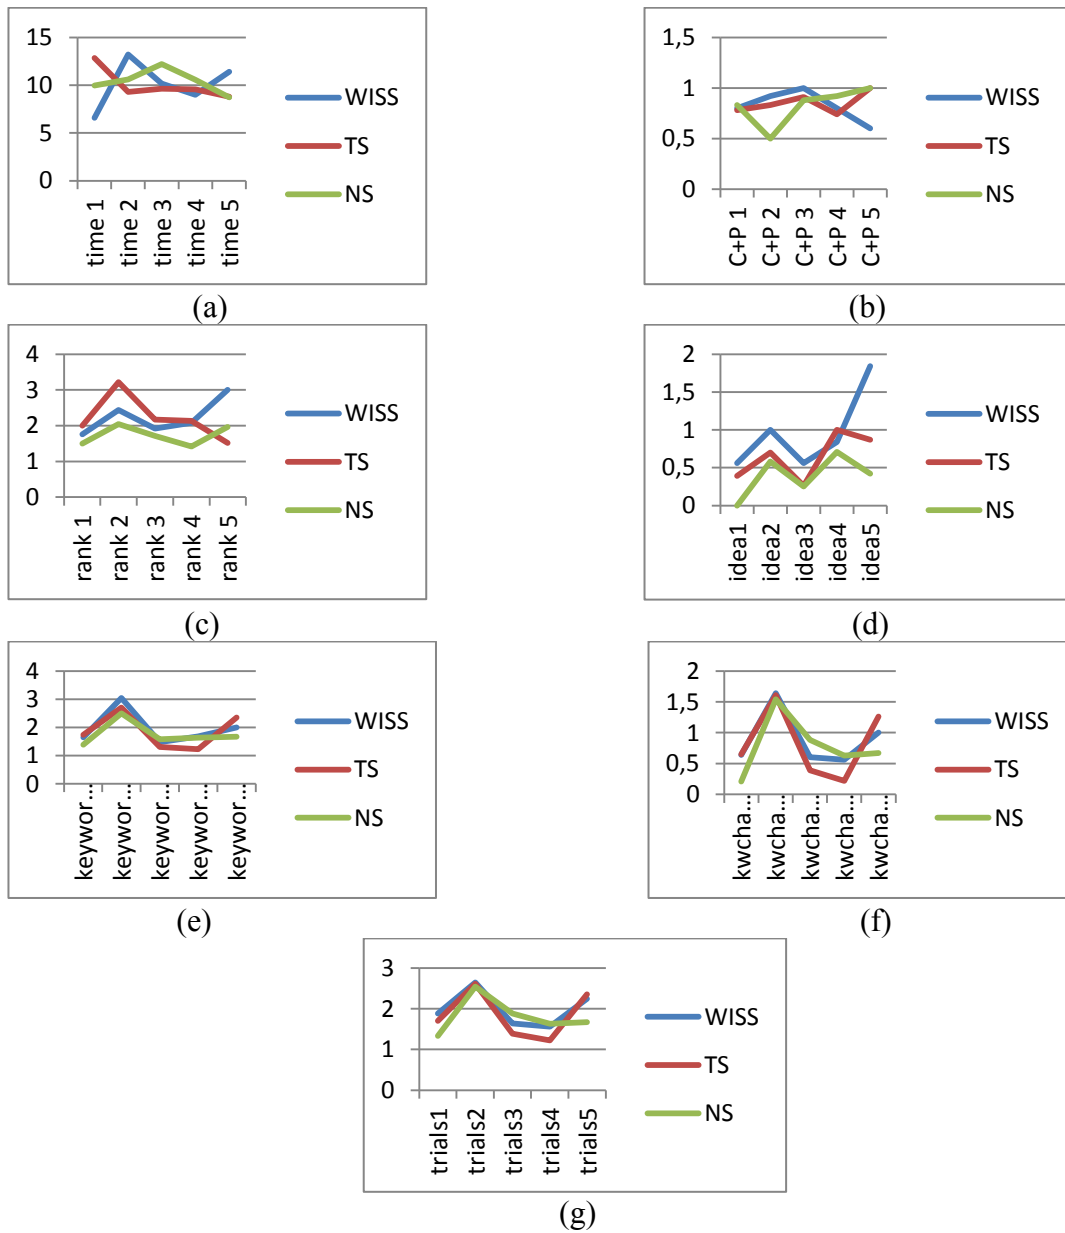 15
10
5
0
time 1
time 2
time 3
time 4
time 5
WISS
TS
NS
(a)
1,5
1
0,5
0
C+P 1
C+P 2
C+P 3
C+P 4
C+P 5
WISS
TS
NS
(b)
4
3
2
1
0
rank 1
rank 2
rank 3
rank 4
rank 5
WISS
TS
NS
(c)
2
1,5
1
0,5
0
idea1
idea2
idea3
idea4
idea5
WISS
TS
NS
(d)
4
3
2
1
0
keywor...
keywor...
keywor...
keywor...
keywor...
WISS
TS
NS
(e)
2
1,5
1
0,5
0
kwcha...
kwcha...
kwcha...
kwcha...
kwcha...
WISS
TS
NS
(f)
3
2
1
0
trials1
trials2
trials3
trials4
trials5
WISS
TS
NS
(g)